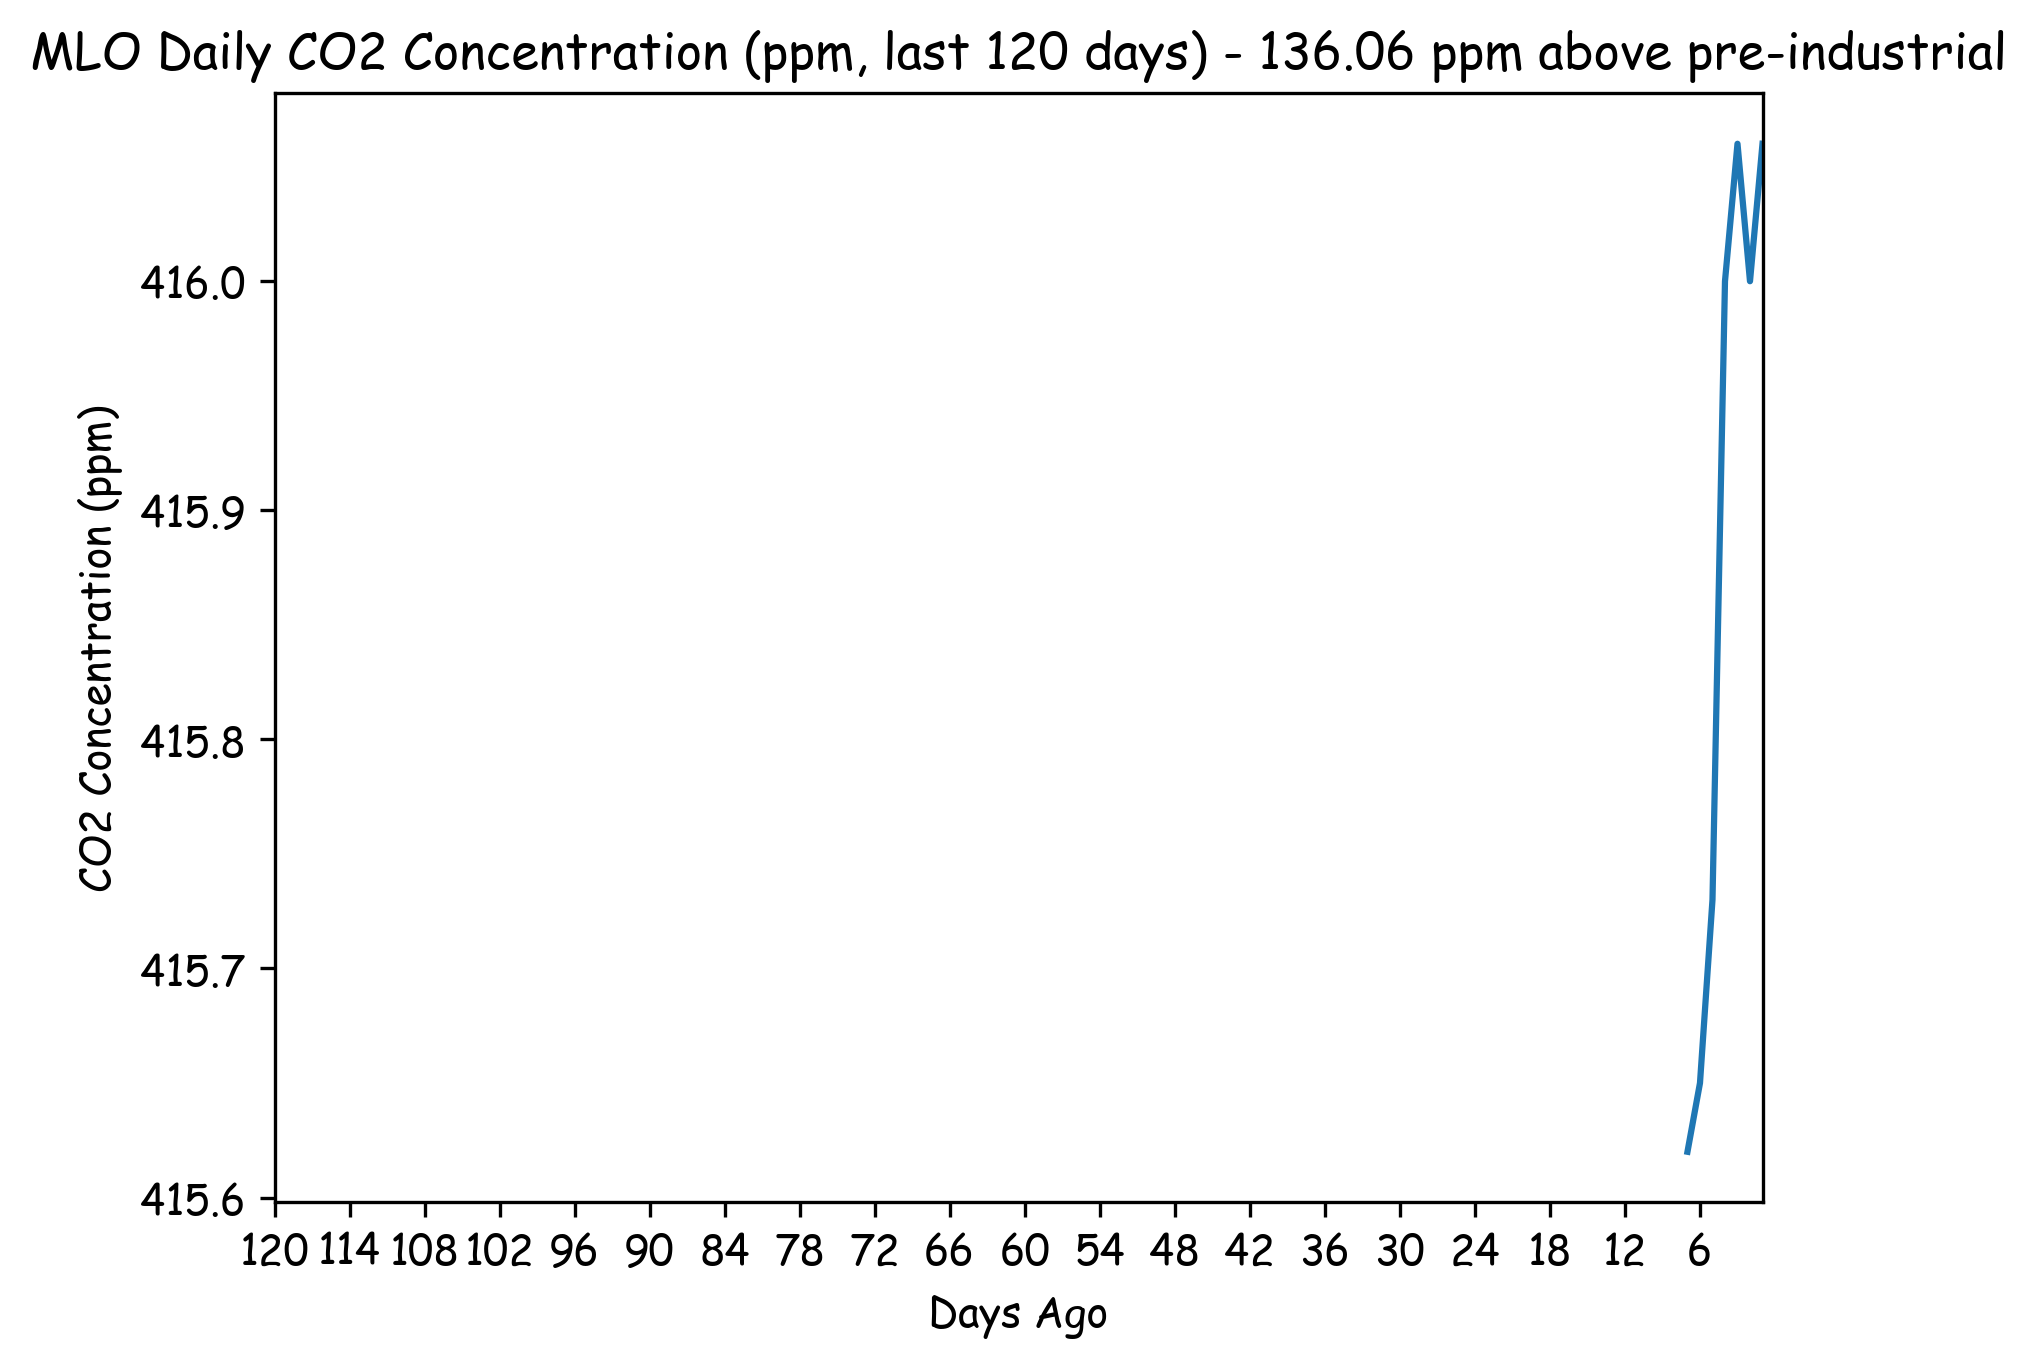 MLO Daily CO2 Concentration (ppm, last 120 days) - 136.06 ppm above pre-industrial
CO2 Concentration (ppm)
416.0
415.9
415.8
415.7
415.6
120 114 108 102 96 90 84 78 72 66 60 54 48 42 36 30 24 18 12 6
Days Ago